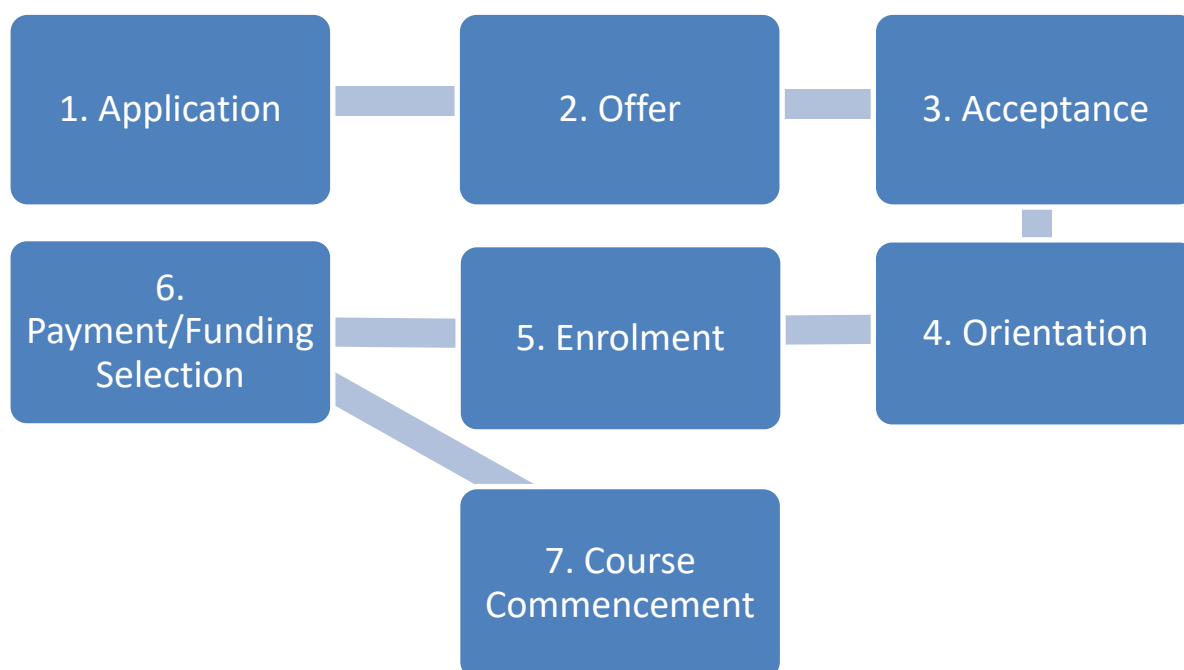 1. Application
2. Offer
3. Acceptance
6.
Payment/Funding
Selection
5. Enrolment
4. Orientation
7. Course
Commencement